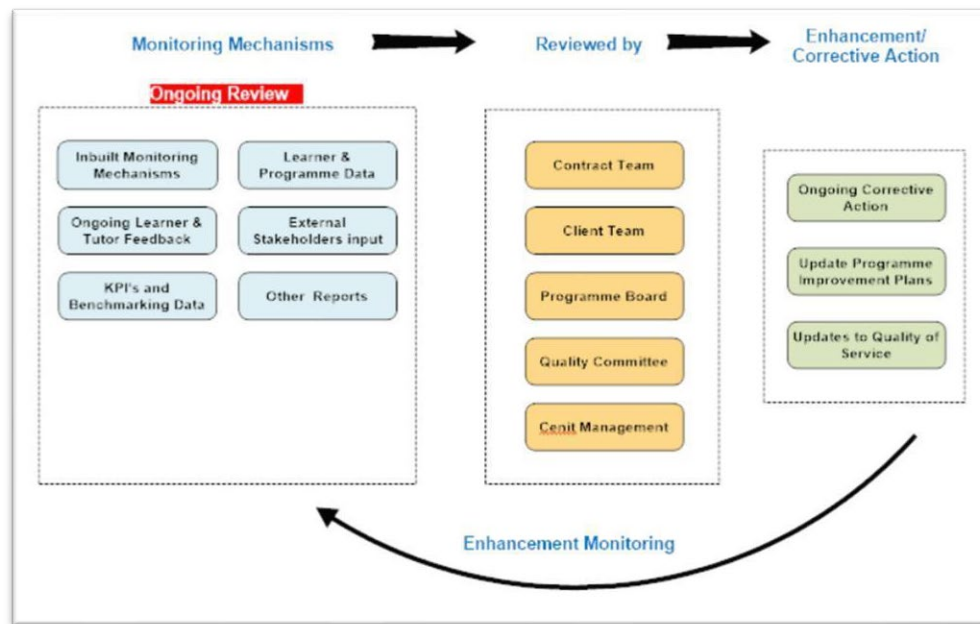 Monitoring Mechanisms
Reviewed by
Enhancement/
Corrective Action
Ongoing Review
Inbuilt Monitoring
Mechanisms
Learner &
Programme Data
Ongoing Learner &
Tutor Feedback
External
Stakeholders input
KPI's and
Benchmarking Data
Other Reports
Contract Team
Client Team
Programme Board
Quality Committee
Cenit Management
Ongoing Corrective
Action
Update Programme
Improvement Plans
Updates to Quality of
Service
Enhancement Monitoring